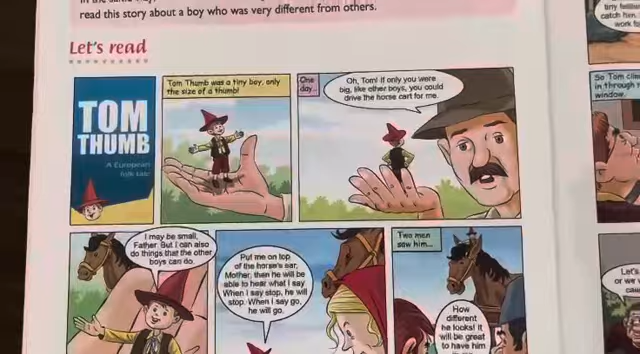 read this story about a boy who was very different from others.
Let's read
TOM
THUMB
A European
folk tale
Tom Thumb was a tiny boy, only
the size of a thumb!
One
day...
Oh, Tom! If only you were
big, like other boys, you could
drive the horse cart for me.
I may be small,
Father. But I can also
do things that the other
boys can do.
Put me on top
of the horse's ear,
Mother, then he will be
able to hear what I say
When I say stop, he will
stop. When I say go,
he will go.
Two men
saw him...
How
different
he looks! It
will be great
to have him
tiny
catch him
work fo
So Tom
in through
window.
Let's
or we